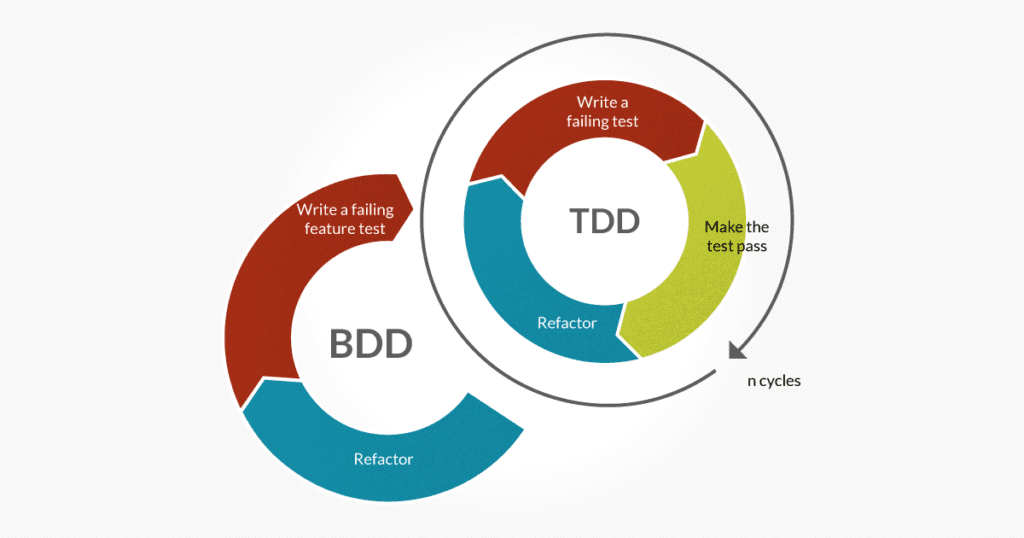 Write a
failing test
TDD
Make the
test pass
Refactor
n cycles
Write a failing
feature test
BDD
Refactor